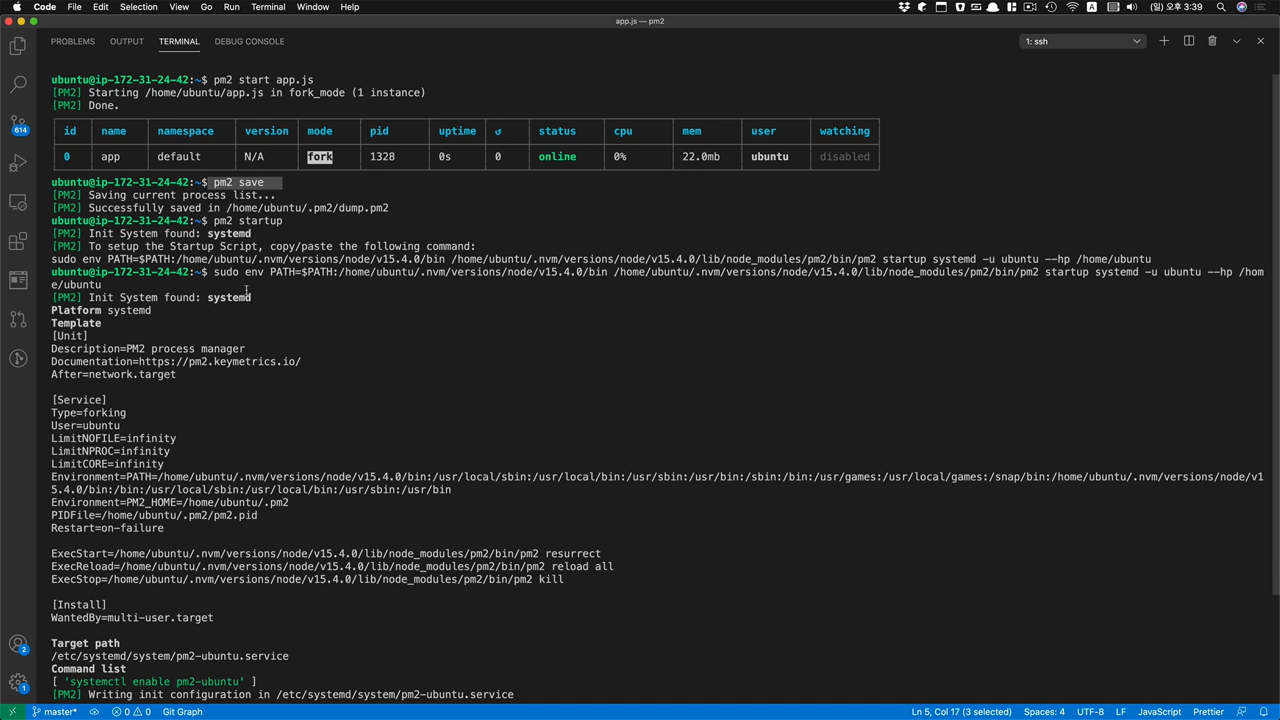 Code File Edit Selection View Go Run Terminal Window Help A (일) 오후 3:39
app.js — pm2
PROBLEMS OUTPUT TERMINAL DEBUG CONSOLE 1: ssh
ubuntu@ip-172-31-24-42:~$ pm2 start app.js
[PM2] Starting /home/ubuntu/app.js in fork_mode (1 instance)
[PM2] Done.
id name namespace version mode pid uptime ↺ status cpu mem user watching
0 app default N/A fork 1328 0s 0 online 0% 22.0mb ubuntu disabled
ubuntu@ip-172-31-24-42:~$ pm2 save
[PM2] Saving current process list...
[PM2] Successfully saved in /home/ubuntu/.pm2/dump.pm2
ubuntu@ip-172-31-24-42:~$ pm2 startup
[PM2] Init System found: systemd
[PM2] To setup the Startup Script, copy/paste the following command:
sudo env PATH=$PATH:/home/ubuntu/.nvm/versions/node/v15.4.0/bin /home/ubuntu/.nvm/versions/node/v15.4.0/lib/node_modules/pm2/bin/pm2 startup systemd -u ubuntu --hp /home/ubuntu
ubuntu@ip-172-31-24-42:~$ sudo env PATH=$PATH:/home/ubuntu/.nvm/versions/node/v15.4.0/bin /home/ubuntu/.nvm/versions/node/v15.4.0/lib/node_modules/pm2/bin/pm2 startup systemd -u ubuntu --hp /hom
e/ubuntu
[PM2] Init System found: systemd
Platform systemd
Template
[Unit]
Description=PM2 process manager
Documentation=https://pm2.keymetrics.io/
After=network.target
[Service]
Type=forking
User=ubuntu
LimitNOFILE=infinity
LimitNPROC=infinity
LimitCORE=infinity
Environment=PATH=/home/ubuntu/.nvm/versions/node/v15.4.0/bin:/usr/local/sbin:/usr/local/bin:/usr/sbin:/usr/bin:/sbin:/bin:/usr/games:/usr/local/games:/snap/bin:/home/ubuntu/.nvm/versions/node/v1
5.4.0/bin:/bin:/usr/local/sbin:/usr/local/bin:/usr/sbin:/usr/bin
Environment=PM2_HOME=/home/ubuntu/.pm2
PIDFile=/home/ubuntu/.pm2/pm2.pid
Restart=on-failure
ExecStart=/home/ubuntu/.nvm/versions/node/v15.4.0/lib/node_modules/pm2/bin/pm2 resurrect
ExecReload=/home/ubuntu/.nvm/versions/node/v15.4.0/lib/node_modules/pm2/bin/pm2 reload all
ExecStop=/home/ubuntu/.nvm/versions/node/v15.4.0/lib/node_modules/pm2/bin/pm2 kill
[Install]
WantedBy=multi-user.target
Target path
/etc/systemd/system/pm2-ubuntu.service
Command list
[ 'systemctl enable pm2-ubuntu' ]
[PM2] Writing init configuration in /etc/systemd/system/pm2-ubuntu.service
614
2
1
master* 0 0 Git Graph Ln 5, Col 17 (3 selected) Spaces: 4 UTF-8 LF JavaScript Prettier